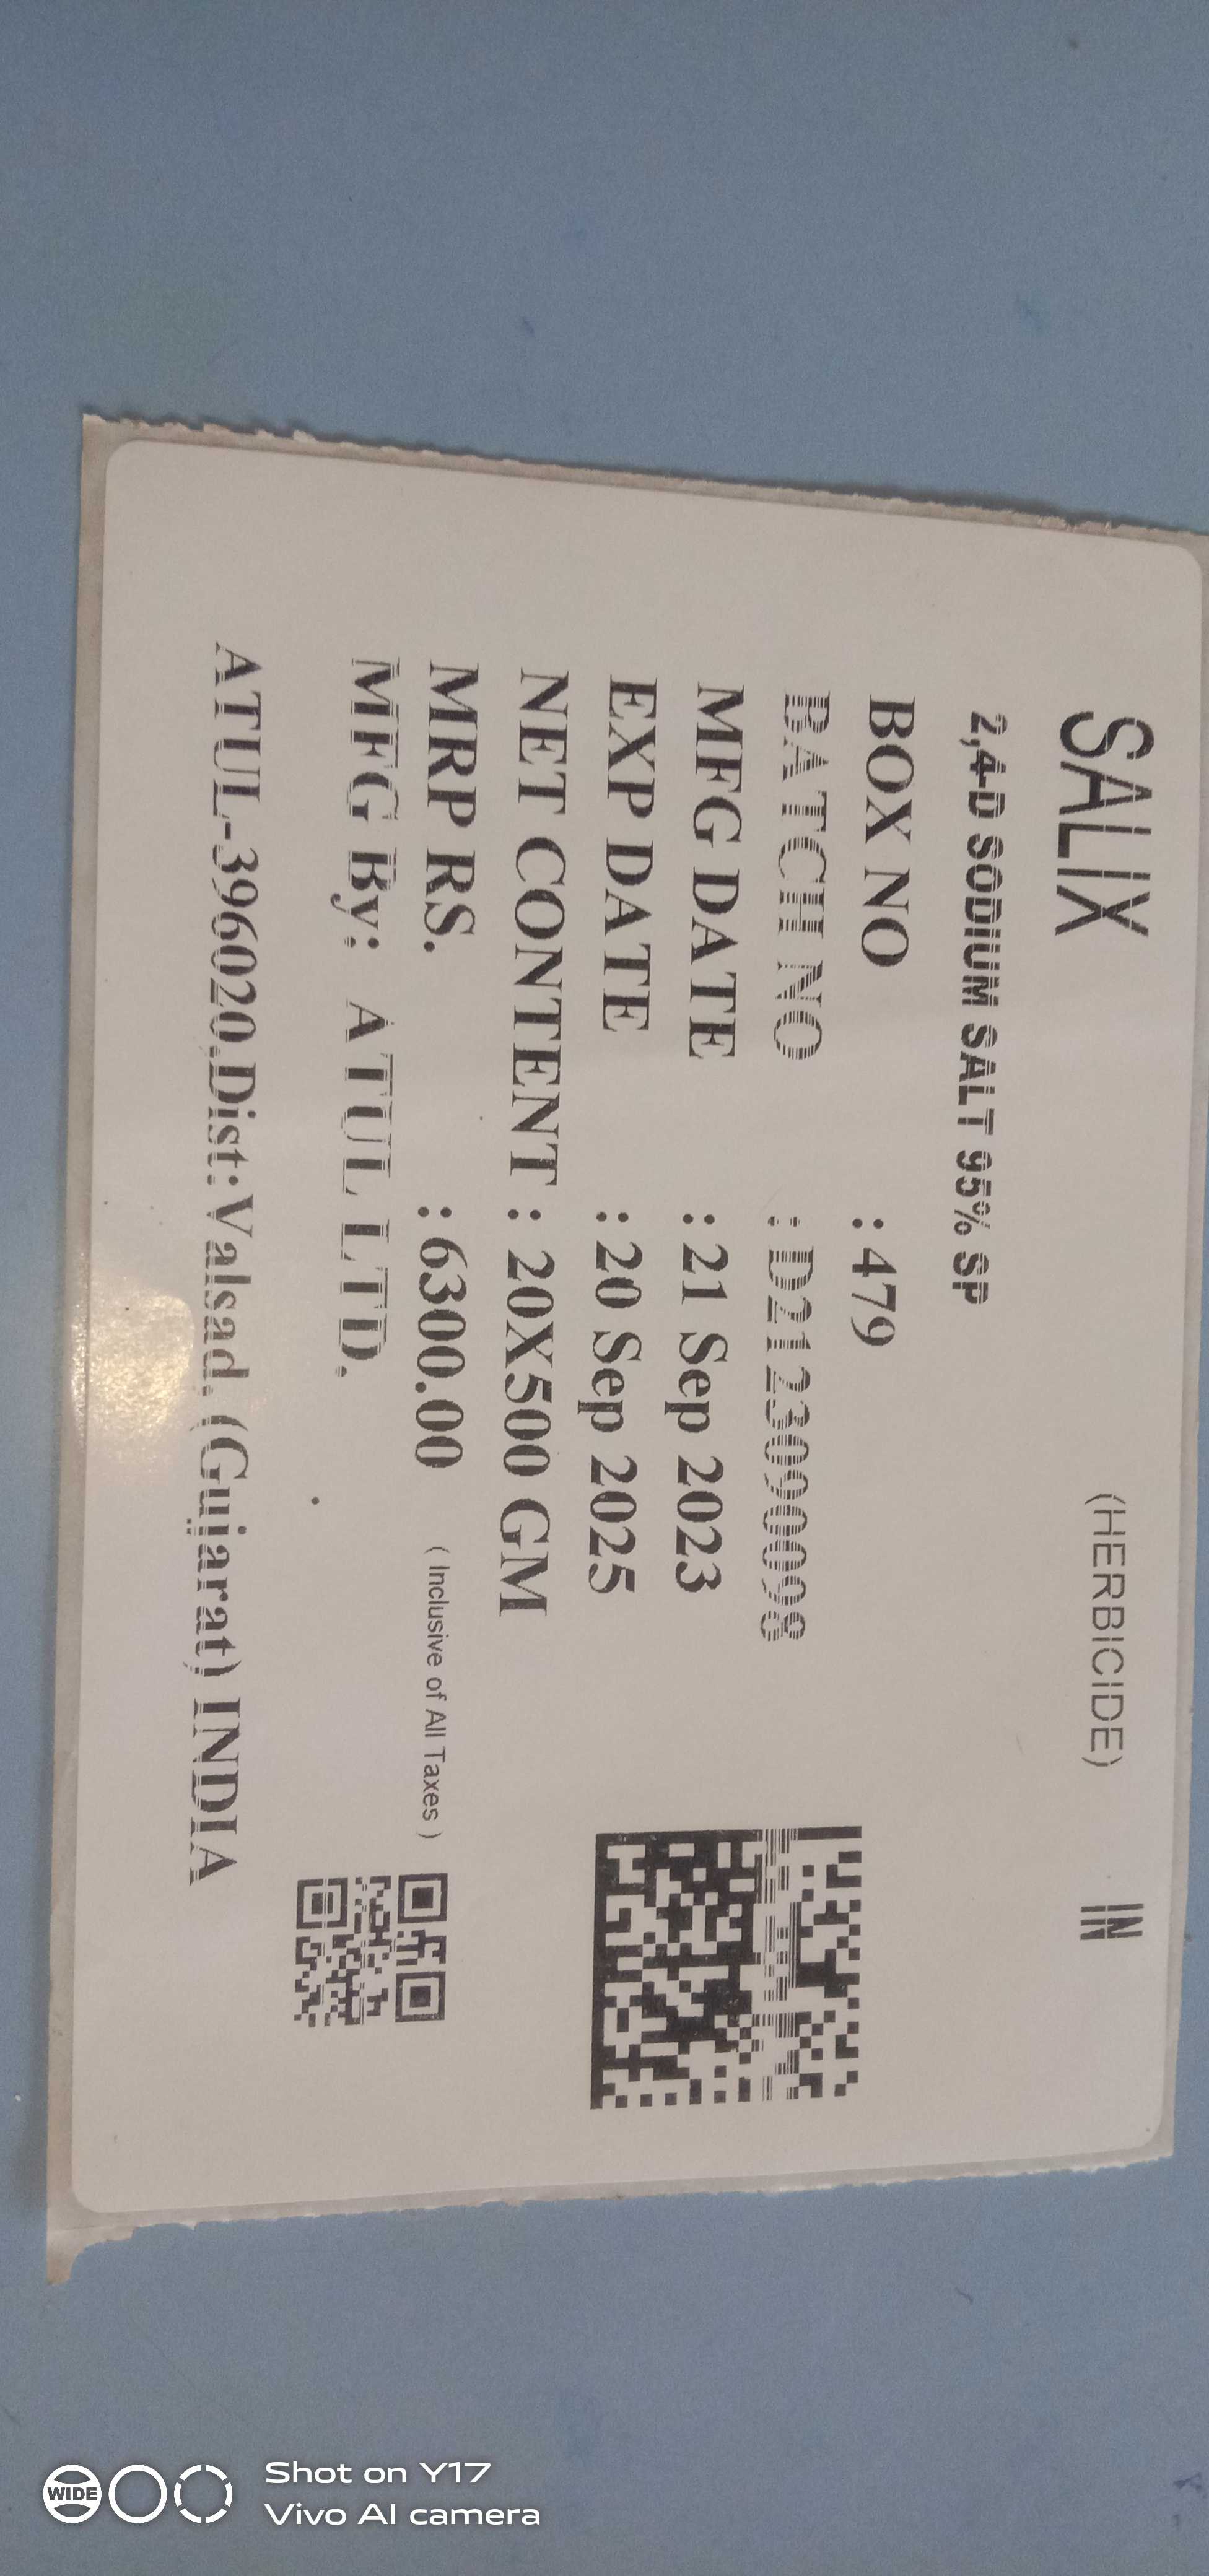 SALIX (HERBICIDE) IN
2,4-D SODIUM SALT 95% SP
BOX NO : 479
BATCH NO : D2123090098
MFG DATE : 21 Sep 2023
EXP DATE : 20 Sep 2025
NET CONTENT : 20X500 GM
MRP RS. : 6300.00 ( Inclusive of All Taxes )
MFG By: ATUL LTD.
ATUL-396020,Dist:Valsad. (Gujarat) INDIA
WIDE
Shot on Y17
Vivo AI camera